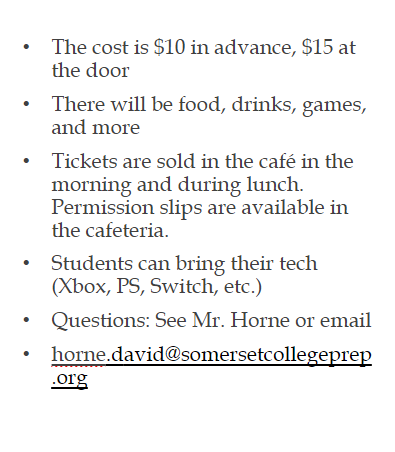 • The cost is $10 in advance, $15 at
the door
• There will be food, drinks, games,
and more
• Tickets are sold in the café in the
morning and during lunch.
Permission slips are available in
the cafeteria.
• Students can bring their tech
(Xbox, PS, Switch, etc.)
• Questions: See Mr. Horne or email
• horne.david@somersetcollegeprep
.org